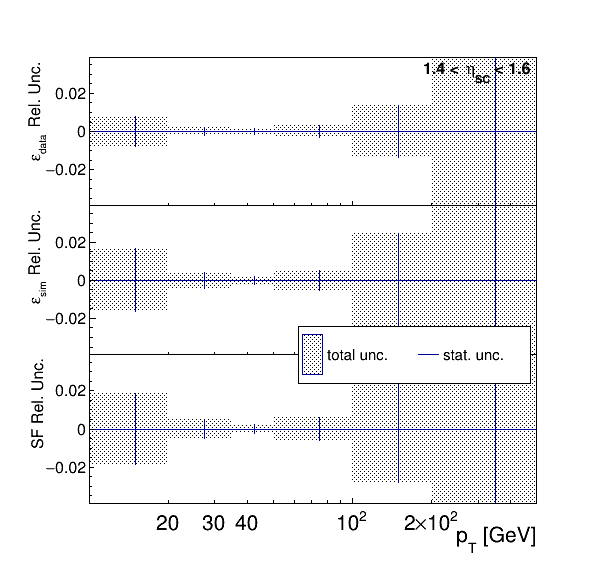 1.4 < η_SC < 1.6
ε_data Rel. Unc.
0.02
0
−0.02
ε_sim Rel. Unc.
0.02
0
−0.02
total unc.
stat. unc.
SF Rel. Unc.
0.02
0
−0.02
20 30 40 10² 2×10²
p_T [GeV]